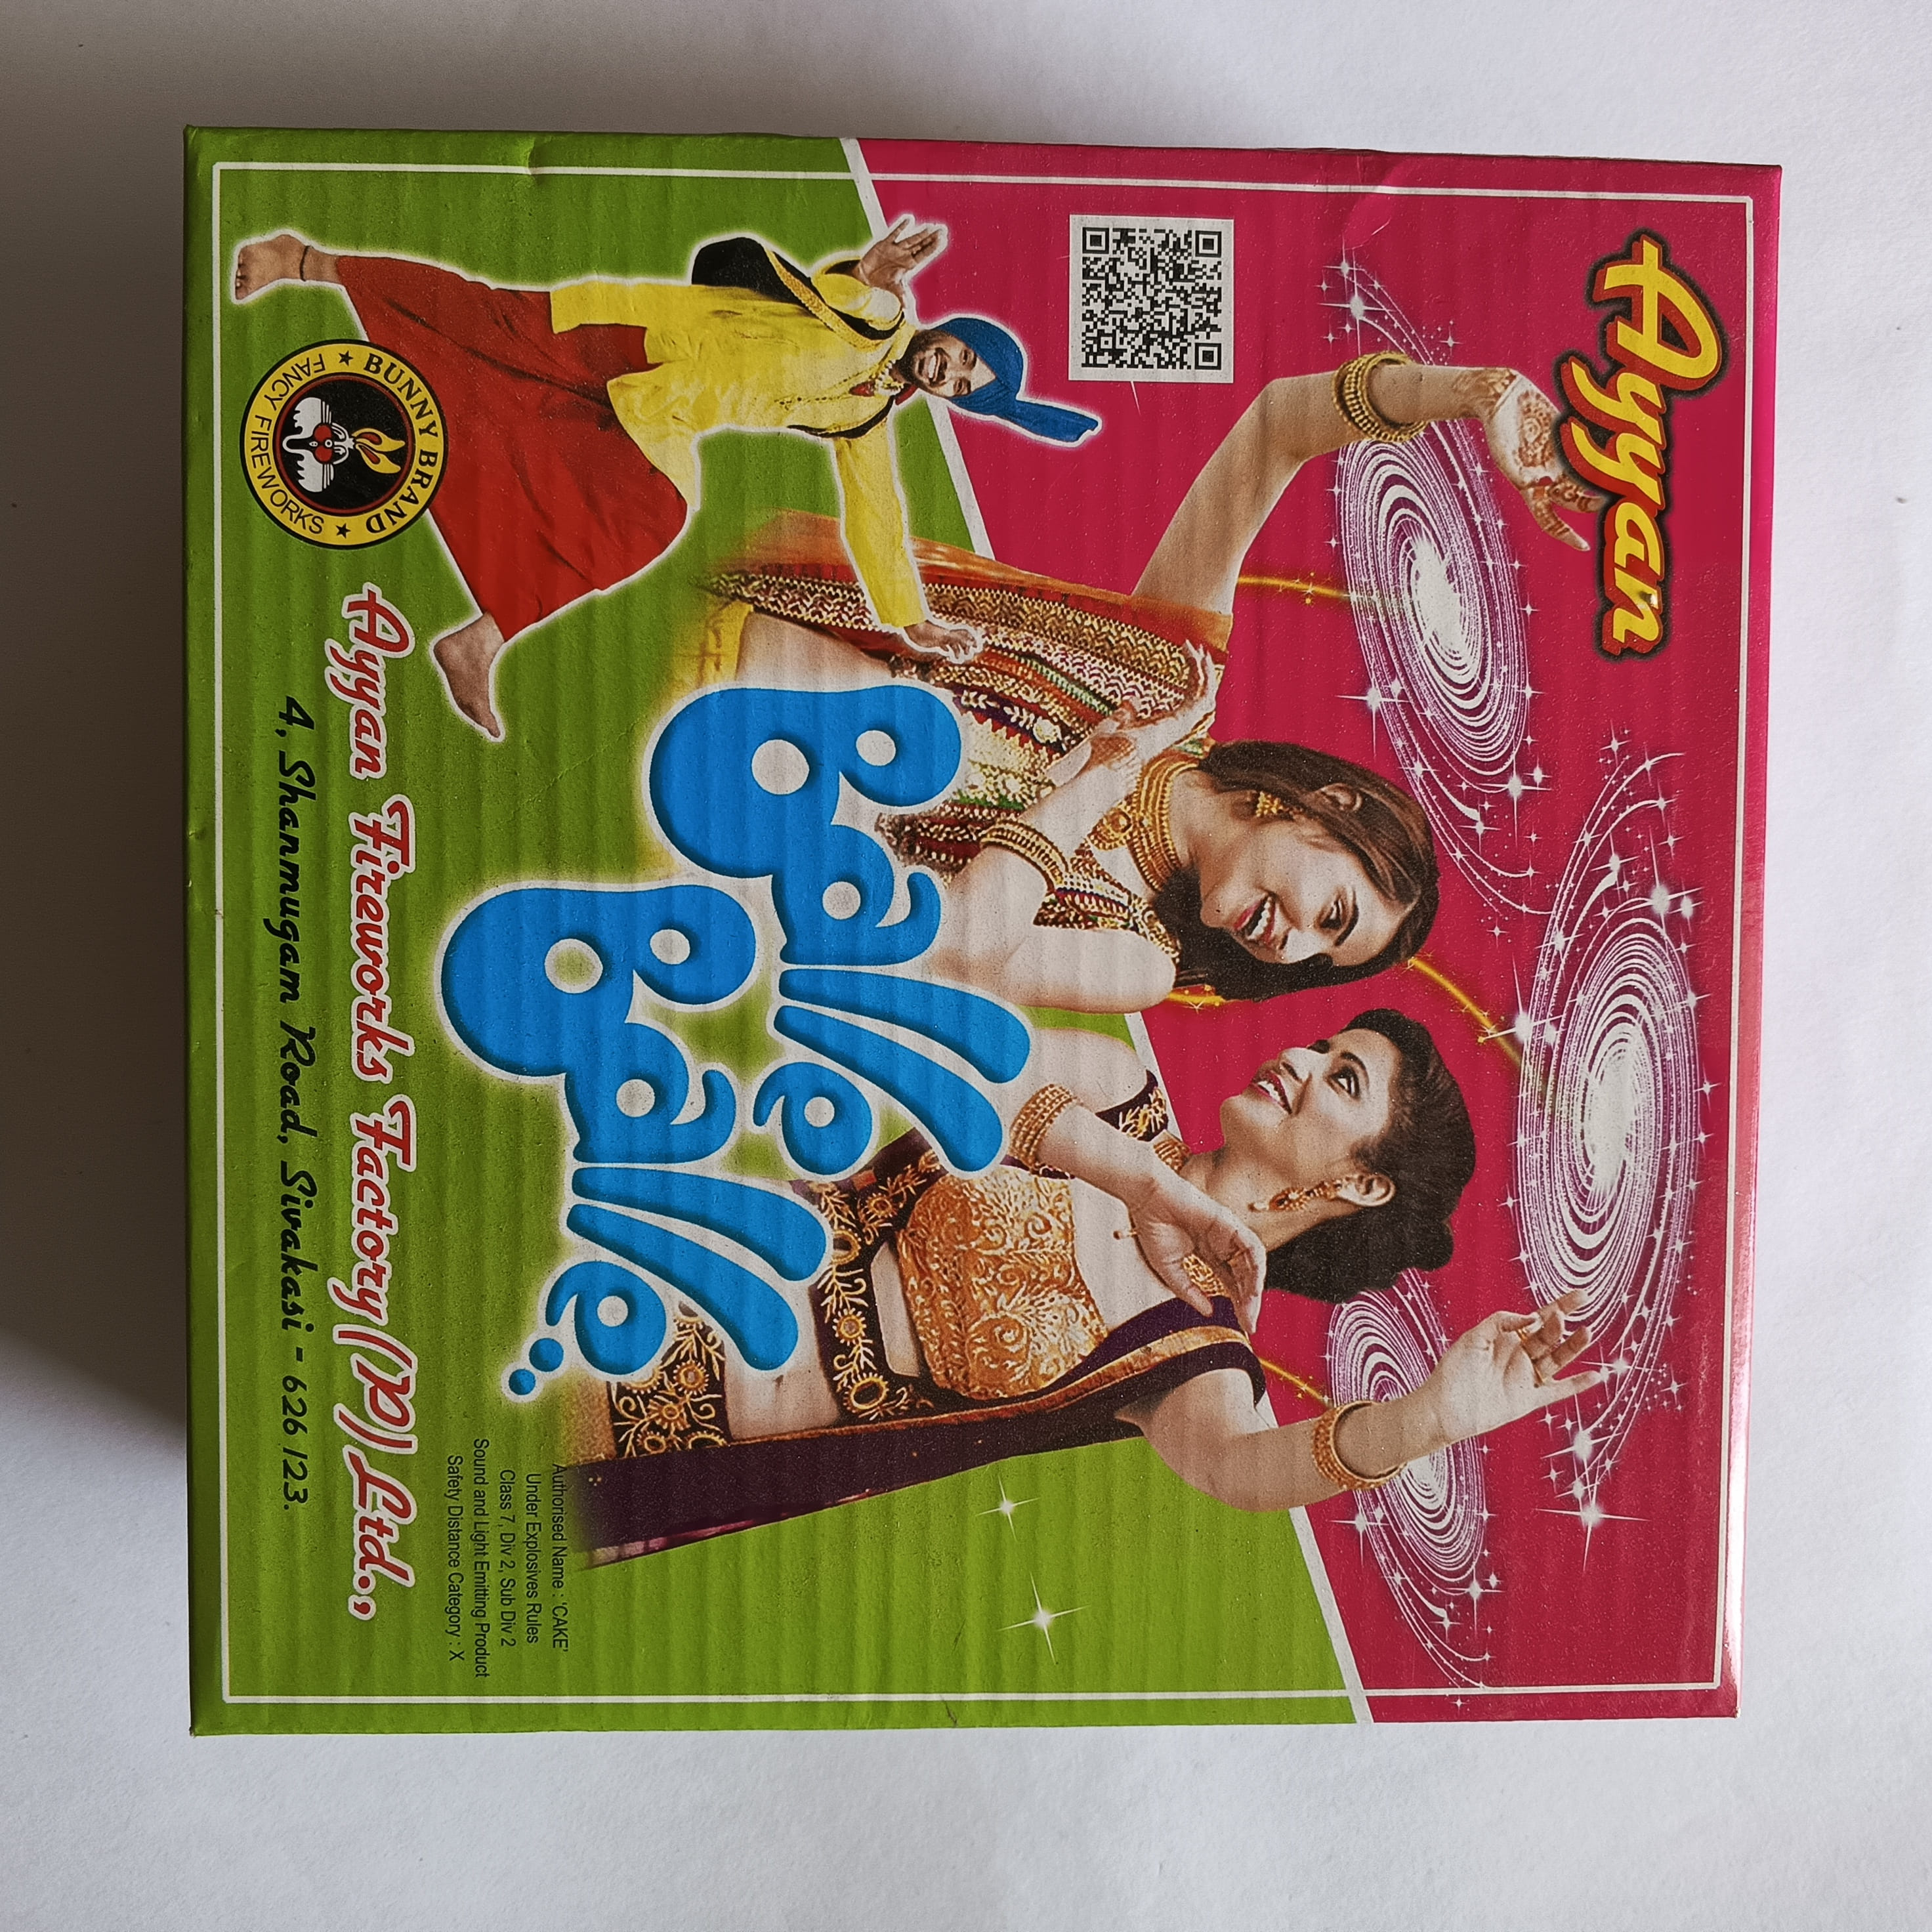 Ayyan
Balle
Balle...
Authorised Name : 'CAKE'
Under Explosives Rules
Class 7, Div 2, Sub Div 2
Sound and Light Emitting Product
Safety Distance Category : X
BUNNY BRAND
FANCY FIREWORKS
Ayyan Fireworks Factory (P) Ltd.,
4, Shanmugam Road, Sivakasi - 626 123.